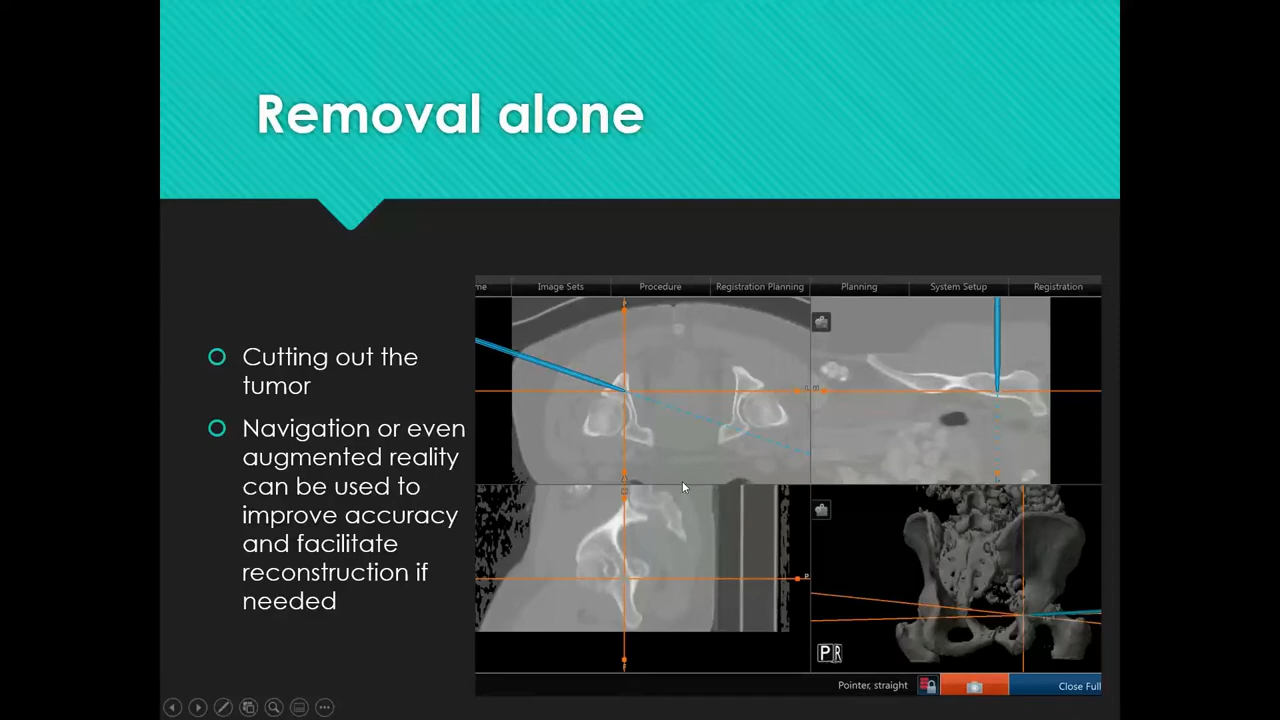 Removal alone
Cutting out the
tumor
Navigation or even
augmented reality
can be used to
improve accuracy
and facilitate
reconstruction if
needed
me Image Sets Procedure Registration Planning Planning System Setup Registration
P R
Pointer, straight
Close Full